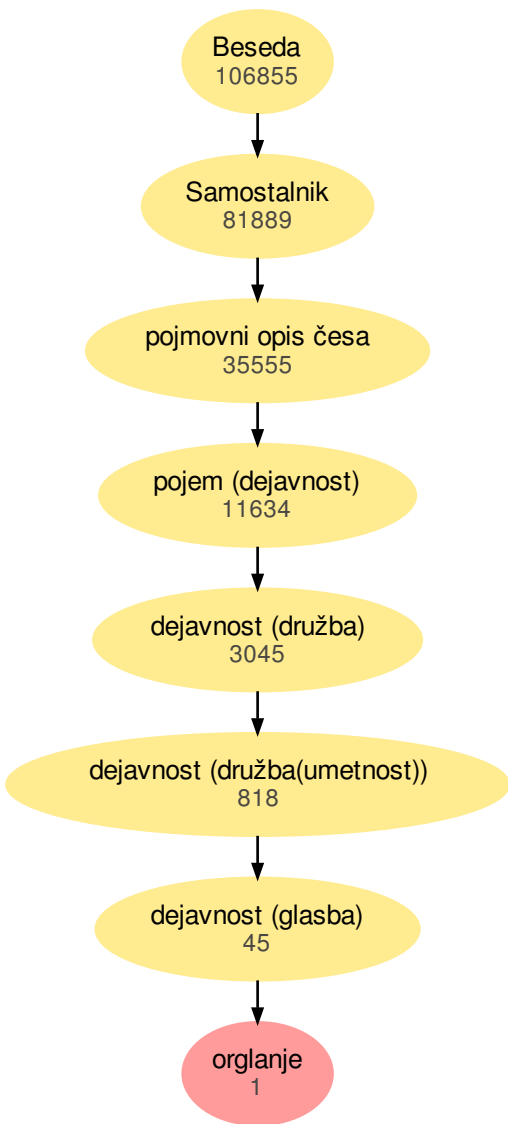 Beseda
106855
Samostalnik
81889
pojmovni opis česa
35555
pojem (dejavnost)
11634
dejavnost (družba)
3045
dejavnost (družba(umetnost))
818
dejavnost (glasba)
45
orglanje
1